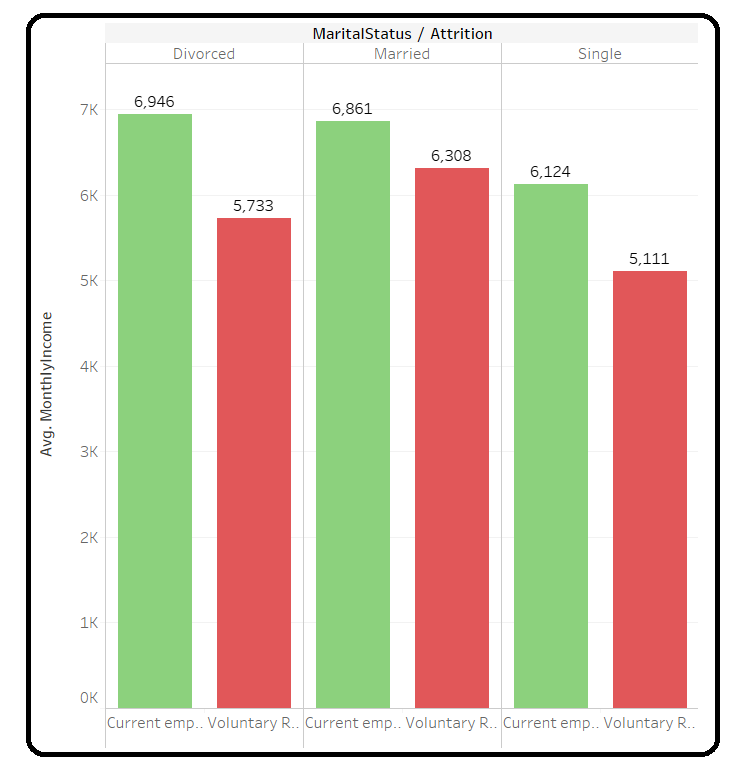 MaritalStatus / Attrition
Divorced Married Single
7K
6K
5K
4K
3K
2K
1K
0K
Avg. MonthlyIncome
6,946 5,733 6,861 6,308 6,124 5,111
Current emp.. Voluntary R.. Current emp.. Voluntary R.. Current emp.. Voluntary R..